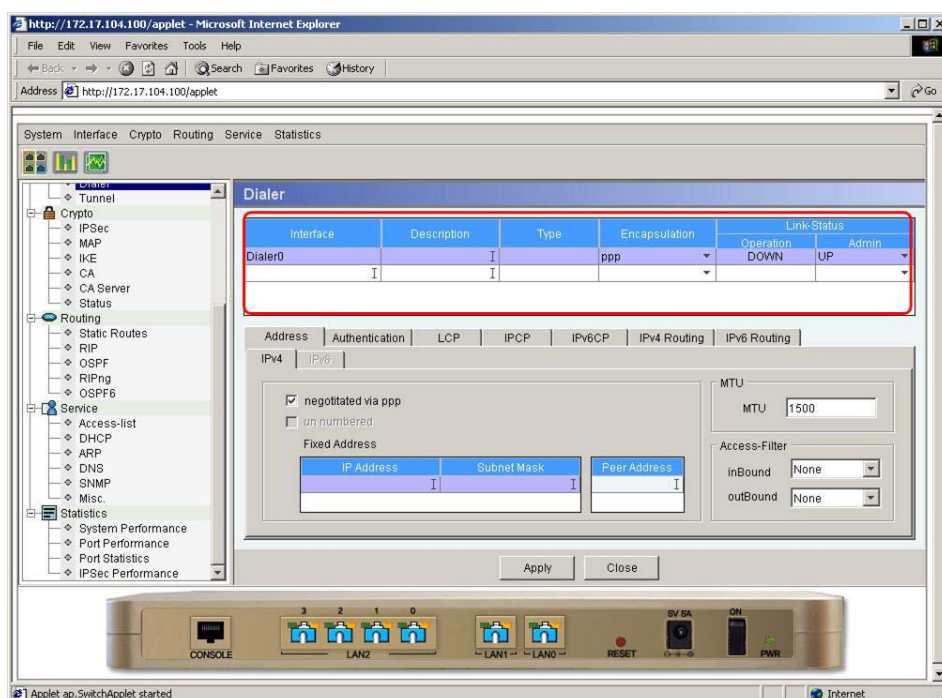 http://172.17.104.100/applet - Microsoft Internet Explorer
File Edit View Favorites Tools Help
Back Search Favorites History
Address http://172.17.104.100/applet Go
System Interface Crypto Routing Service Statistics
Dialer
Tunnel
Crypto
IPSec
MAP
IKE
CA
CA Server
Status
Routing
Static Routes
RIP
OSPF
RIPng
OSPF6
Service
Access-list
DHCP
ARP
DNS
SNMP
Misc.
Statistics
System Performance
Port Performance
Port Statistics
IPSec Performance
Dialer
Interface Description Type Encapsulation Link-Status
Operation Admin
Dialer0 ppp DOWN UP
Address Authentication LCP IPCP IPv6CP IPv4 Routing IPv6 Routing
IPv4 IPv6
negotitated via ppp
un numbered
Fixed Address
IP Address Subnet Mask Peer Address
MTU
MTU 1500
Access-Filter
inBound None
outBound None
Apply Close
CONSOLE
3 2 1 0
LAN2
LAN1 LAN0
RESET
5V 5A
ON
PWR
Applet ap.SwitchApplet started Internet